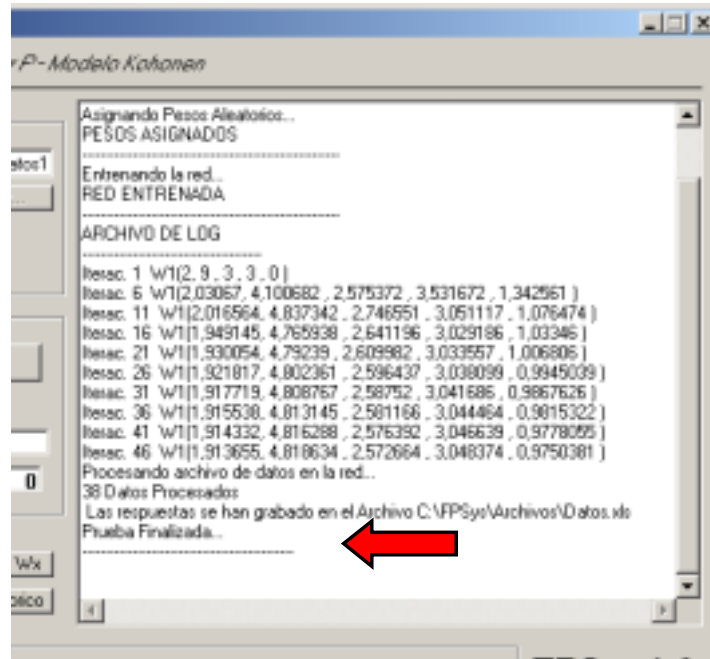 P - Modelo Kohonen
Asignando Pesos Aleatorios...
PESOS ASIGNADOS
atos1
Entrenando la red...
RED ENTRENADA
...
ARCHIVO DE LOG
Iterac. 1 W1(2, 9 , 3 , 3 , 0 )
Iterac. 6 W1(2,03067, 4,100682 , 2,575372 , 3,531672 , 1,342561 )
Iterac. 11 W1(2,016564, 4,837342 , 2,746551 , 3,051117 , 1,076474 )
Iterac. 16 W1(1,949145, 4,765938 , 2,641196 , 3,029186 , 1,03346 )
Iterac. 21 W1(1,930054, 4,79239 , 2,609982 , 3,033557 , 1,006806 )
Iterac. 26 W1(1,921817, 4,802361 , 2,596437 , 3,038099 , 0,9945039 )
Iterac. 31 W1(1,917719, 4,808767 , 2,58752 , 3,041686 , 0,9867626 )
Iterac. 36 W1(1,915538, 4,813145 , 2,581166 , 3,044464 , 0,9815322 )
Iterac. 41 W1(1,914332, 4,816288 , 2,576392 , 3,046639 , 0,9778055 )
Iterac. 46 W1(1,913655, 4,818634 , 2,572664 , 3,048374 , 0,9750381 )
Procesando archivo de datos en la red...
0
38 Datos Procesados
Las respuestas se han grabado en el Archivo C:\FPSys\Archivos\Datos.xls
Prueba Finalizada...
Wx
orico